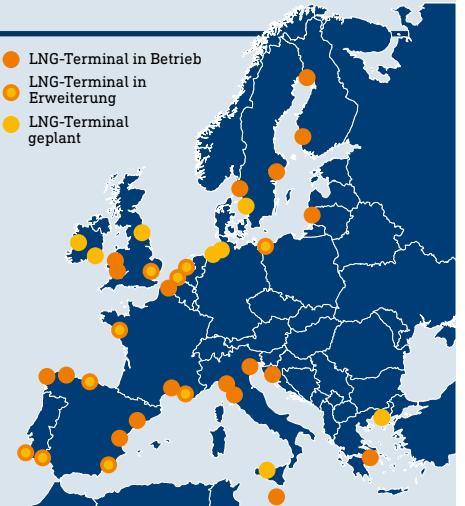 LNG-Terminal in Betrieb
LNG-Terminal in
Erweiterung
LNG-Terminal
geplant